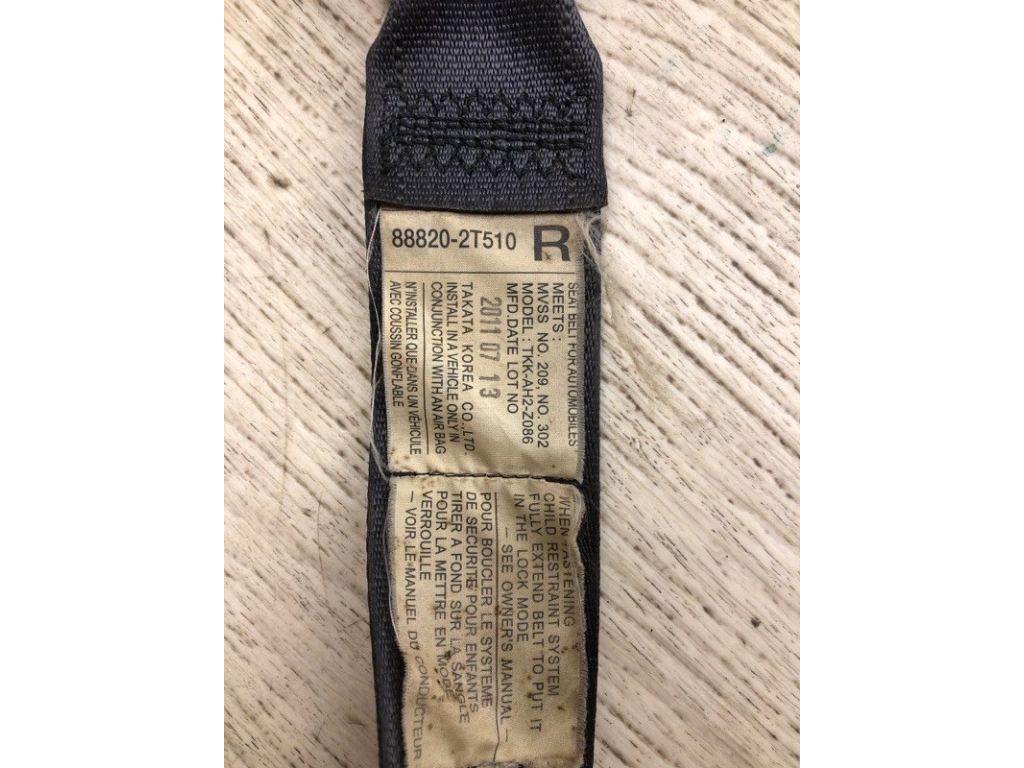 88820-2T510 R
SEAT BELT FOR AUTOMOBILES
MEETS :
MVSS NO. 209, NO. 302
MODEL : TKK-AH2-Z086
MFD.DATE LOT NO
2011 07 13
TAKATA KOREA CO.,LTD.
INSTALL IN A VEHICLE ONLY IN
CONJUNCTION WITH AN AIR BAG
N'INSTALLER QUE DANS UN VÉHICULE
AVEC COUSSIN GONFLABLE
WHEN FASTENING
CHILD RESTRAINT SYSTEM
FULLY EXTEND BELT TO PUT IT
IN THE LOCK MODE
— SEE OWNER'S MANUAL —
POUR BOUCLER LE SYSTEME
DE SECURITE POUR ENFANTS
TIRER A FOND SUR LA SANGLE
POUR LA METTRE EN MODE
VERROUILLE
— VOIR LE MANUEL DU CONDUCTEUR